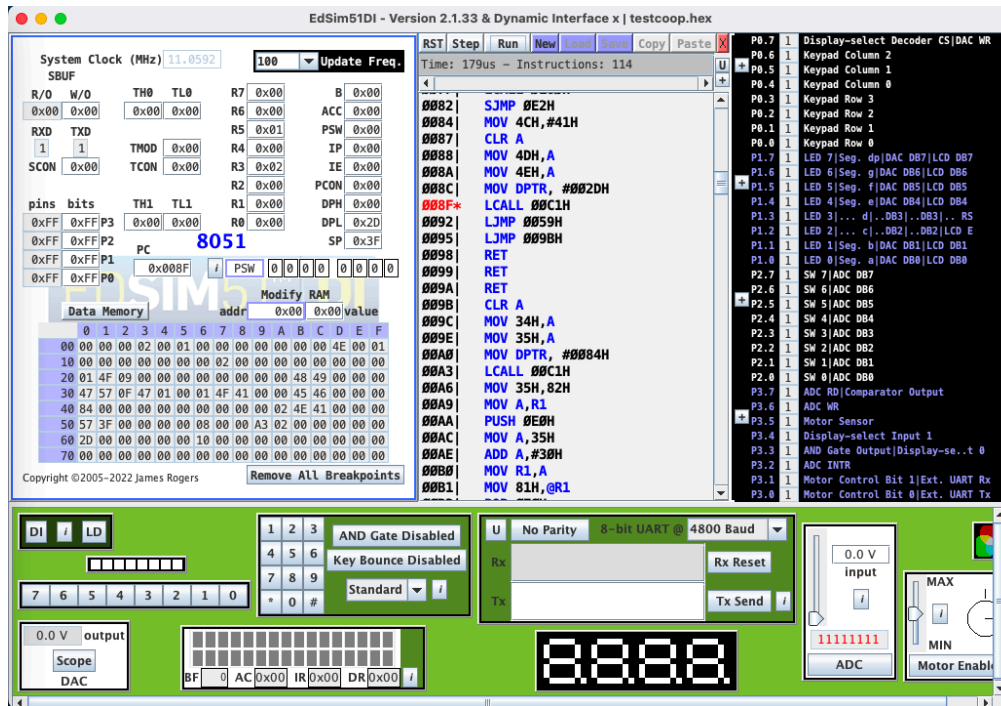 EdSim51DI - Version 2.1.33 & Dynamic Interface x | testcoop.hex
System Clock (MHz) 11.0592 100 Update Freq.
SBUF
R/O W/O TH0 TL0 R7 0x00 B 0x00
0x00 0x00 0x00 0x00 R6 0x00 ACC 0x00
RXD TXD R5 0x01 PSW 0x00
1 1 TMOD 0x00 R4 0x00 IP 0x00
SCON 0x00 TCON 0x00 R3 0x02 IE 0x00
R2 0x00 PCON 0x00
pins bits TH1 TL1 R1 0x00 DPH 0x00
0xFF 0xFF P3 0x00 0x00 R0 0x00 DPL 0x2D
0xFF 0xFF P2 PC 8051 SP 0x3F
0xFF 0xFF P1 0x008F i PSW 0 0 0 0 0 0 0 0
0xFF 0xFF P0
EDSIM51 DI
Modify RAM
Data Memory addr 0x00 0x00 value
0 1 2 3 4 5 6 7 8 9 A B C D E F
00 00 00 00 02 00 01 00 00 00 00 00 00 00 4E 00 01
10 00 00 00 00 00 00 00 02 00 00 00 00 00 00 00 00
20 01 4F 09 00 00 00 00 00 00 00 00 48 49 00 00 00
30 47 57 0F 47 01 00 01 4F 41 00 00 45 46 00 00 00
40 84 00 00 00 00 00 00 00 00 00 00 02 4E 41 00 00
50 57 3F 00 00 00 00 08 00 00 A3 02 00 00 00 00 00
60 2D 00 00 00 00 00 10 00 00 00 00 00 00 00 00 00
70 00 00 00 00 00 00 00 00 00 00 00 00 00 00 00 00
Copyright ©2005-2022 James Rogers Remove All Breakpoints
RST Step Run New Load Save Copy Paste X
Time: 179us - Instructions: 114 U
+
0082| SJMP 0E2H
0084| MOV 4CH,#41H
0087| CLR A
0088| MOV 4DH,A
008A| MOV 4EH,A
008C| MOV DPTR, #002DH
008F* LCALL 00C1H
0092| LJMP 0059H
0095| LJMP 009BH
0098| RET
0099| RET
009A| RET
009B| CLR A
009C| MOV 34H,A
009E| MOV 35H,A
00A0| MOV DPTR, #0084H
00A3| LCALL 00C1H
00A6| MOV 35H,82H
00A9| MOV A,R1
00AA| PUSH 0E0H
00AC| MOV A,35H
00AE| ADD A,#30H
00B0| MOV R1,A
00B1| MOV 81H,@R1
P0.7 1 Display-select Decoder CS|DAC WR
P0.6 1 Keypad Column 2
+ P0.5 1 Keypad Column 1
P0.4 1 Keypad Column 0
P0.3 1 Keypad Row 3
P0.2 1 Keypad Row 2
P0.1 1 Keypad Row 1
P0.0 1 Keypad Row 0
P1.7 1 LED 7|Seg. dp|DAC DB7|LCD DB7
P1.6 1 LED 6|Seg. g|DAC DB6|LCD DB6
+ P1.5 1 LED 5|Seg. f|DAC DB5|LCD DB5
P1.4 1 LED 4|Seg. e|DAC DB4|LCD DB4
P1.3 1 LED 3|... d|..DB3|..DB3|.. RS
P1.2 1 LED 2|... c|..DB2|..DB2|LCD E
P1.1 1 LED 1|Seg. b|DAC DB1|LCD DB1
P1.0 1 LED 0|Seg. a|DAC DB0|LCD DB0
P2.7 1 SW 7|ADC DB7
P2.6 1 SW 6|ADC DB6
+ P2.5 1 SW 5|ADC DB5
P2.4 1 SW 4|ADC DB4
P2.3 1 SW 3|ADC DB3
P2.2 1 SW 2|ADC DB2
P2.1 1 SW 1|ADC DB1
P2.0 1 SW 0|ADC DB0
P3.7 1 ADC RD|Comparator Output
P3.6 1 ADC WR
+ P3.5 1 Motor Sensor
P3.4 1 Display-select Input 1
P3.3 1 AND Gate Output|Display-se..t 0
P3.2 1 ADC INTR
P3.1 1 Motor Control Bit 1|Ext. UART Rx
P3.0 1 Motor Control Bit 0|Ext. UART Tx
DI i LD
7 6 5 4 3 2 1 0
1 2 3
4 5 6
7 8 9
* 0 #
AND Gate Disabled
Key Bounce Disabled
Standard i
U No Parity 8-bit UART @ 4800 Baud
Rx Rx Reset
Tx Tx Send i
0.0 V
input
i
11111111
ADC
MAX
i
MIN
Motor Enable
0.0 V output
Scope
DAC
BF 0 AC 0x00 IR 0x00 DR 0x00 i
8.8.8.8.